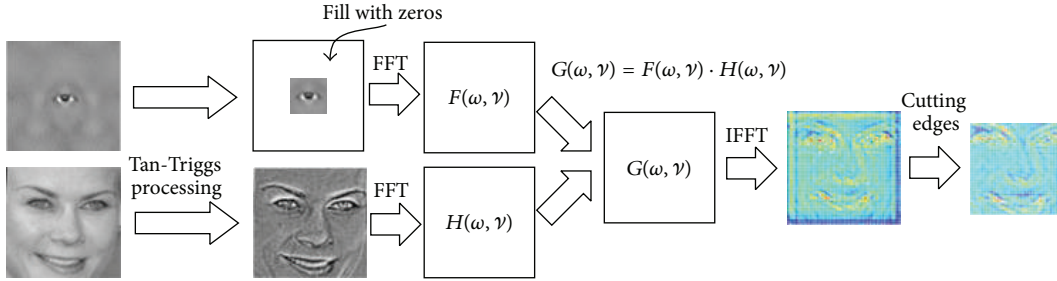 Fill with zeros
FFT
F(ω, ν)
G(ω, ν) = F(ω, ν) · H(ω, ν)
Tan-Triggs
processing
FFT
H(ω, ν)
G(ω, ν)
IFFT
Cutting
edges